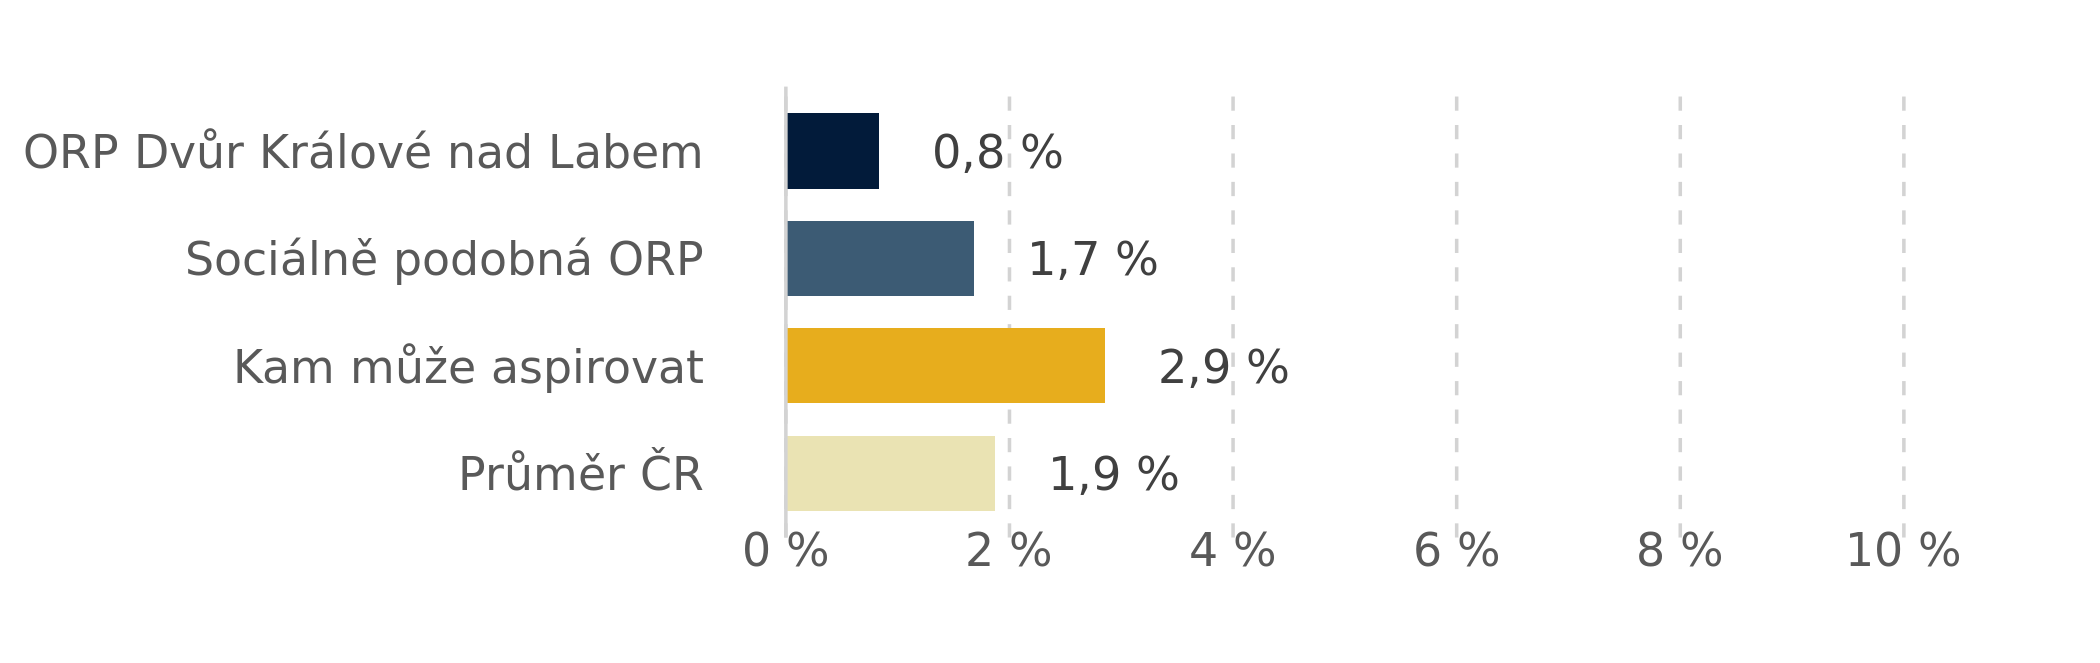 ORP Dvůr Králové nad Labem 0,8 %
Sociálně podobná ORP 1,7 %
Kam může aspirovat 2,9 %
Průměr ČR 1,9 %
0 % 2 % 4 % 6 % 8 % 10 %